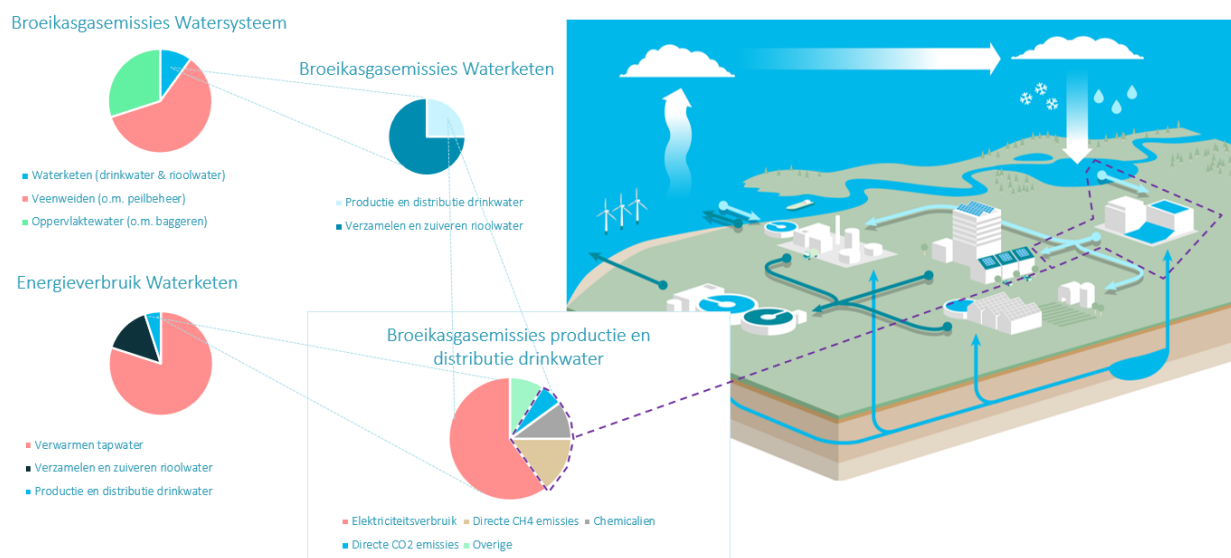 Broeikasgasemissies Watersysteem
Waterketen (drinkwater & rioolwater)
Veenweiden (o.m. peilbeheer)
Oppervlaktewater (o.m. baggeren)
Broeikasgasemissies Waterketen
Productie en distributie drinkwater
Verzamelen en zuiveren rioolwater
Energieverbruik Waterketen
Verwarmen tapwater
Verzamelen en zuiveren rioolwater
Productie en distributie drinkwater
Broeikasgasemissies productie en
distributie drinkwater
Elektriciteitsverbruik Directe CH4 emissies Chemicalien
Directe CO2 emissies Overige